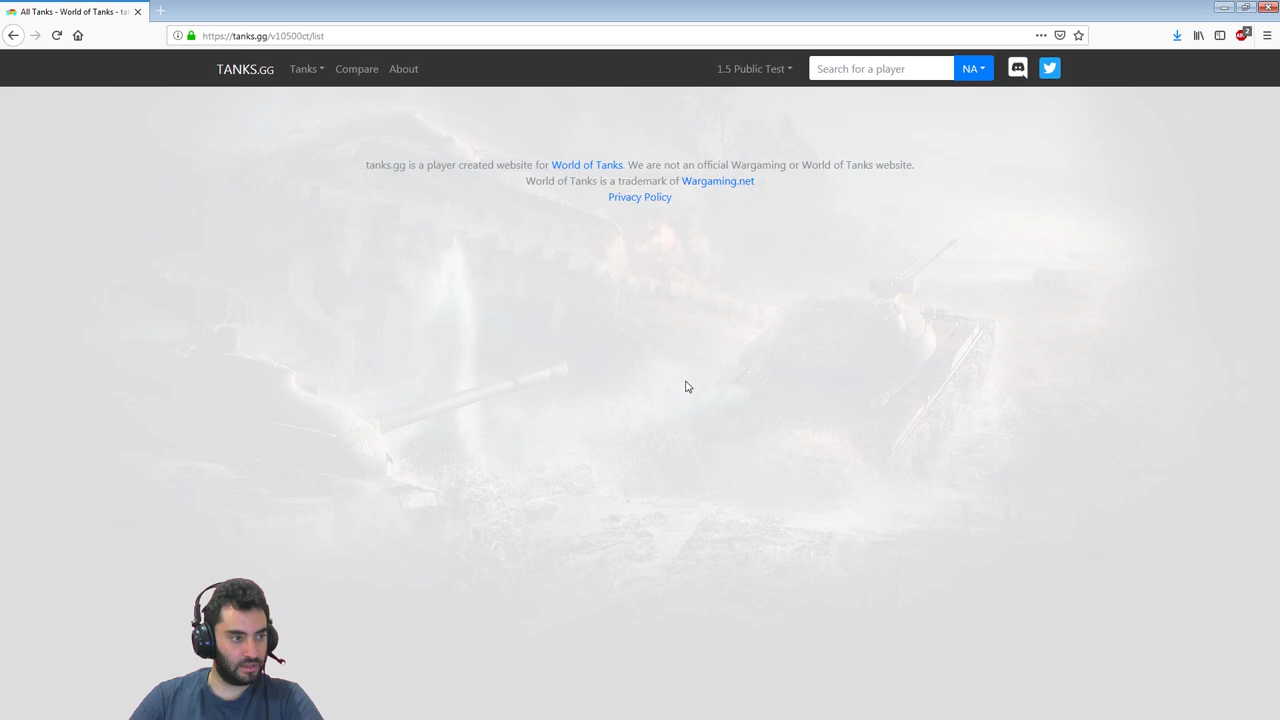 All Tanks - World of Tanks - tan
https://tanks.gg/v10500ct/list
2
TANKS.GG Tanks Compare About 1.5 Public Test Search for a player NA
tanks.gg is a player created website for World of Tanks. We are not an official Wargaming or World of Tanks website.
World of Tanks is a trademark of Wargaming.net
Privacy Policy